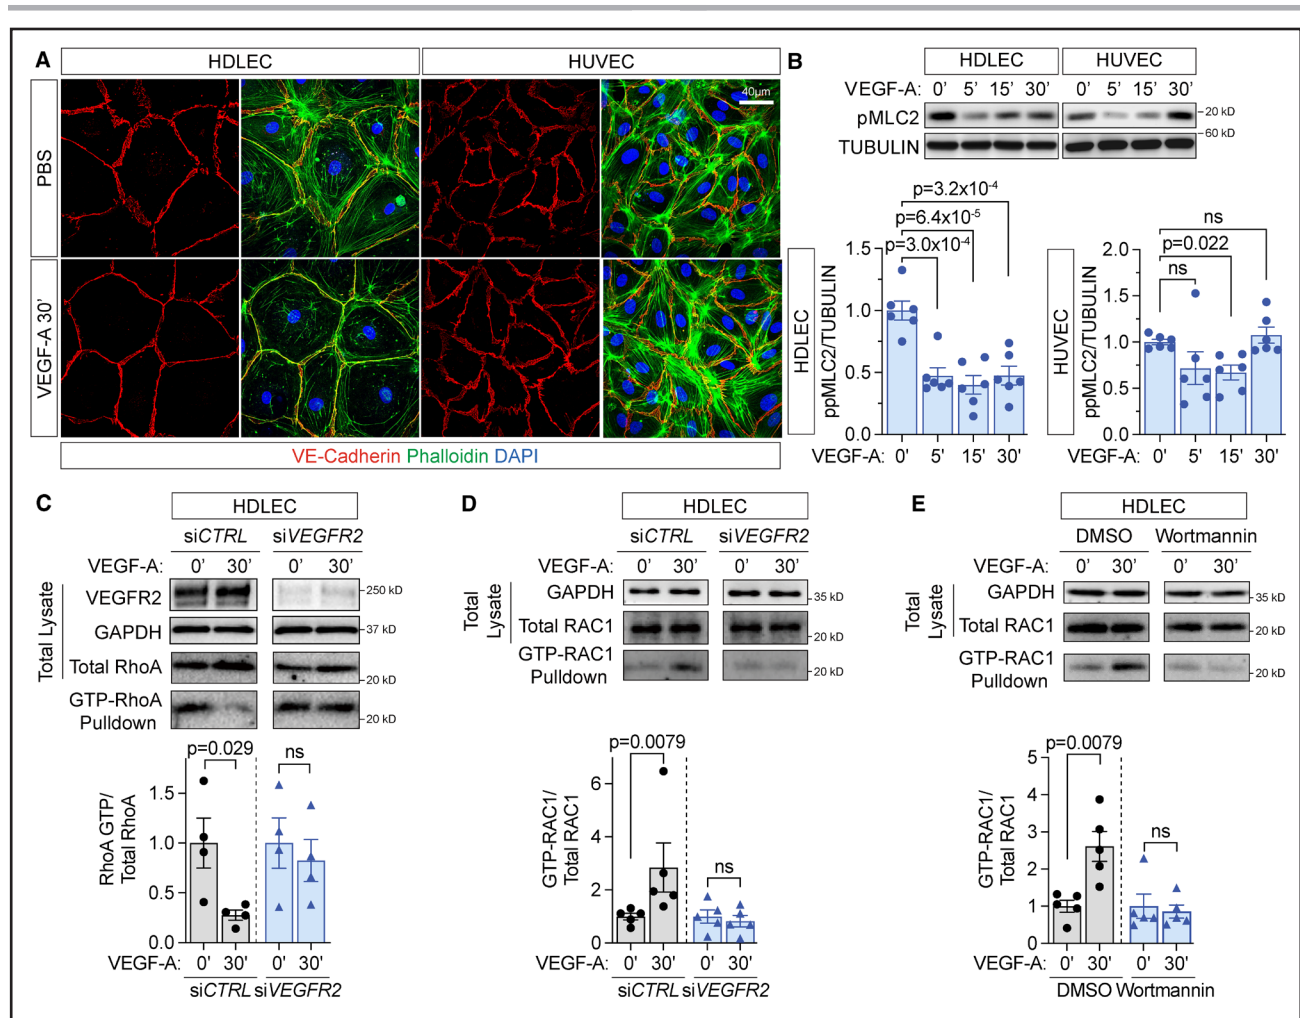 A
HDLEC
HUVEC
PBS
VEGF-A 30'
40µm
VE-Cadherin Phalloidin DAPI
B
HDLEC HUVEC
VEGF-A: 0' 5' 15' 30' 0' 5' 15' 30'
pMLC2
20 kD
60 kD
TUBULIN
HDLEC
ppMLC2/TUBULIN
p=3.2x10-4
p=6.4x10-5
p=3.0x10-4
1.5
1.0
0.5
0.0
VEGF-A: 0' 5' 15' 30'
HUVEC
ppMLC2/TUBULIN
ns
p=0.022
ns
2.0
1.5
1.0
0.5
0.0
VEGF-A: 0' 5' 15' 30'
C
HDLEC
siCTRL siVEGFR2
VEGF-A: 0' 30' 0' 30'
Total Lysate
VEGFR2
250 kD
GAPDH
37 kD
Total RhoA
20 kD
GTP-RhoA
Pulldown
20 kD
p=0.029
ns
RhoA GTP/
Total RhoA
1.5
1.0
0.5
0.0
VEGF-A: 0' 30' 0' 30'
siCTRL siVEGFR2
D
HDLEC
siCTRL siVEGFR2
VEGF-A: 0' 30' 0' 30'
Total
Lysate
GAPDH
35 kD
Total RAC1
20 kD
GTP-RAC1
Pulldown
20 kD
p=0.0079
ns
GTP-RAC1/
Total RAC1
6
4
2
0
VEGF-A: 0' 30' 0' 30'
siCTRL siVEGFR2
E
HDLEC
DMSO Wortmannin
VEGF-A: 0' 30' 0' 30'
Total
Lysate
GAPDH
35 kD
Total RAC1
20 kD
GTP-RAC1
Pulldown
20 kD
p=0.0079
ns
GTP-RAC1/
Total RAC1
5
4
3
2
1
0
VEGF-A: 0' 30' 0' 30'
DMSO Wortmannin